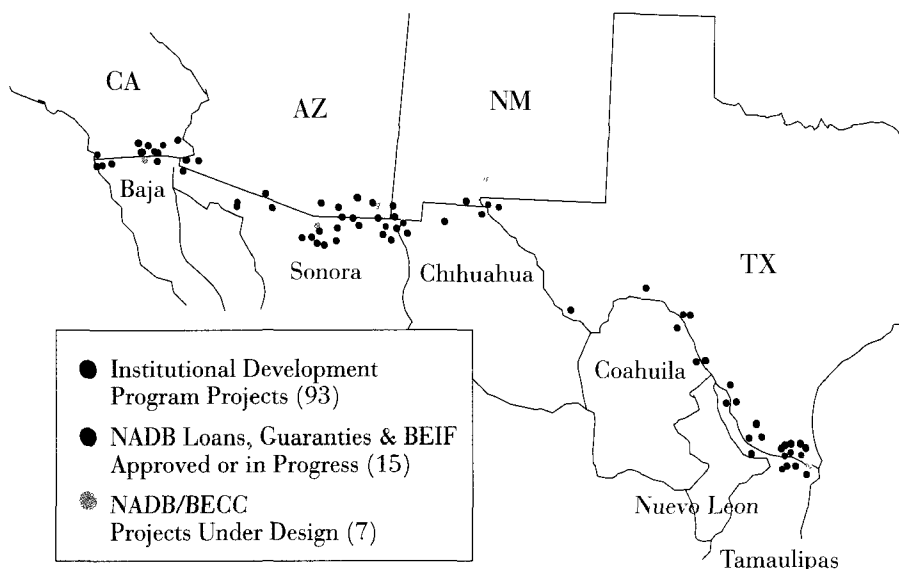 CA
AZ
NM
TX
Baja
Sonora
Chihuahua
Coahuila
Nuevo Leon
Tamaulipas
Institutional Development
Program Projects (93)
NADB Loans, Guaranties & BEIF
Approved or in Progress (15)
NADB/BECC
Projects Under Design (7)